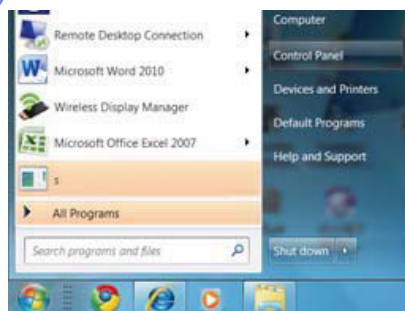 Remote Desktop Connection
Microsoft Word 2010
Wireless Display Manager
Microsoft Office Excel 2007
s
All Programs
Search programs and files
Computer
Control Panel
Devices and Printers
Default Programs
Help and Support
Shut down